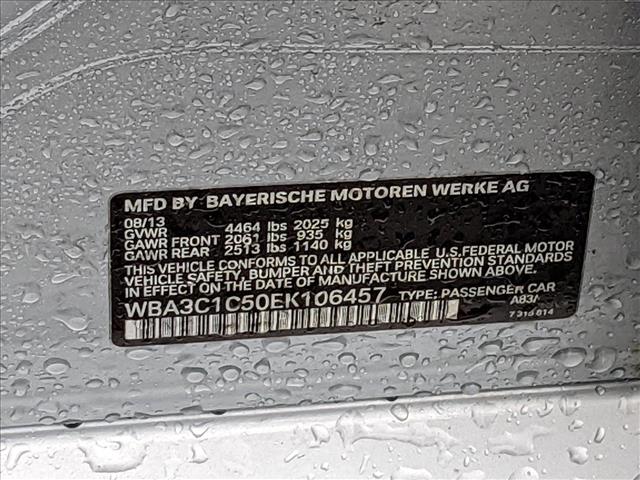 MFD BY BAYERISCHE MOTOREN WERKE AG
08/13
GVWR 4464 lbs 2025 kg
GAWR FRONT 2061 lbs 935 kg
GAWR REAR 2513 lbs 1140 kg
THIS VEHICLE CONFORMS TO ALL APPLICABLE U.S.FEDERAL MOTOR
VEHICLE SAFETY, BUMPER, AND THEFT PREVENTION STANDARDS
IN EFFECT ON THE DATE OF MANUFACTURE SHOWN ABOVE.
WBA3C1C50EK106457 TYPE: PASSENGER CAR